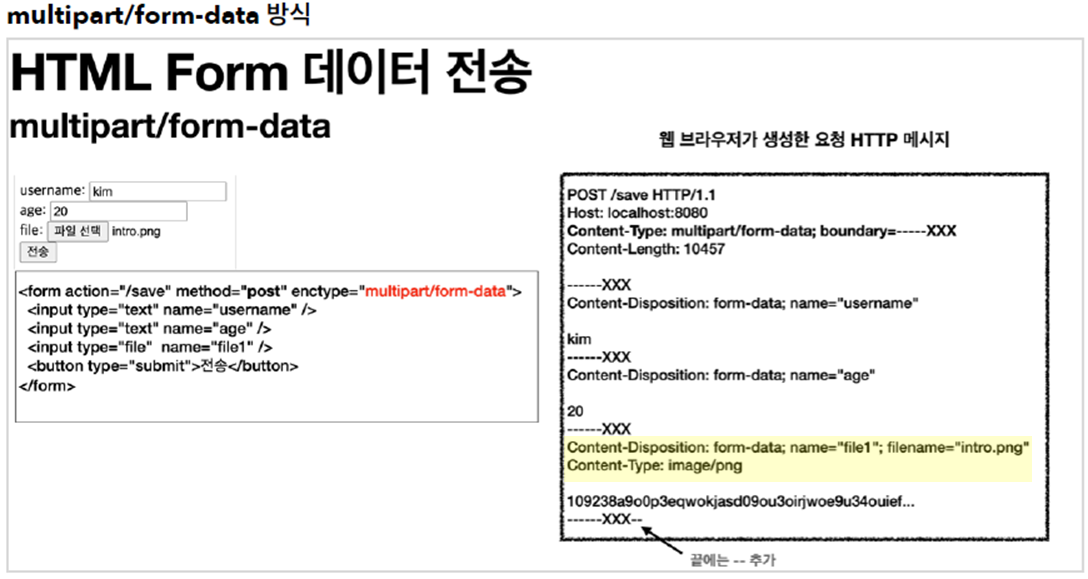 multipart/form-data 방식
HTML Form 데이터 전송
multipart/form-data
username: kim
age: 20
file: 파일 선택 intro.png
전송
<form action="/save" method="post" enctype="multipart/form-data">
<input type="text" name="username" />
<input type="text" name="age" />
<input type="file" name="file1" />
<button type="submit">전송</button>
</form>
웹 브라우저가 생성한 요청 HTTP 메시지
POST /save HTTP/1.1
Host: localhost:8080
Content-Type: multipart/form-data; boundary=-----XXX
Content-Length: 10457
------XXX
Content-Disposition: form-data; name="username"
kim
------XXX
Content-Disposition: form-data; name="age"
20
------XXX
Content-Disposition: form-data; name="file1"; filename="intro.png"
Content-Type: image/png
109238a9o0p3eqwokjasd09ou3oirjwoe9u34ouief...
------XXX--
끝에는 -- 추가